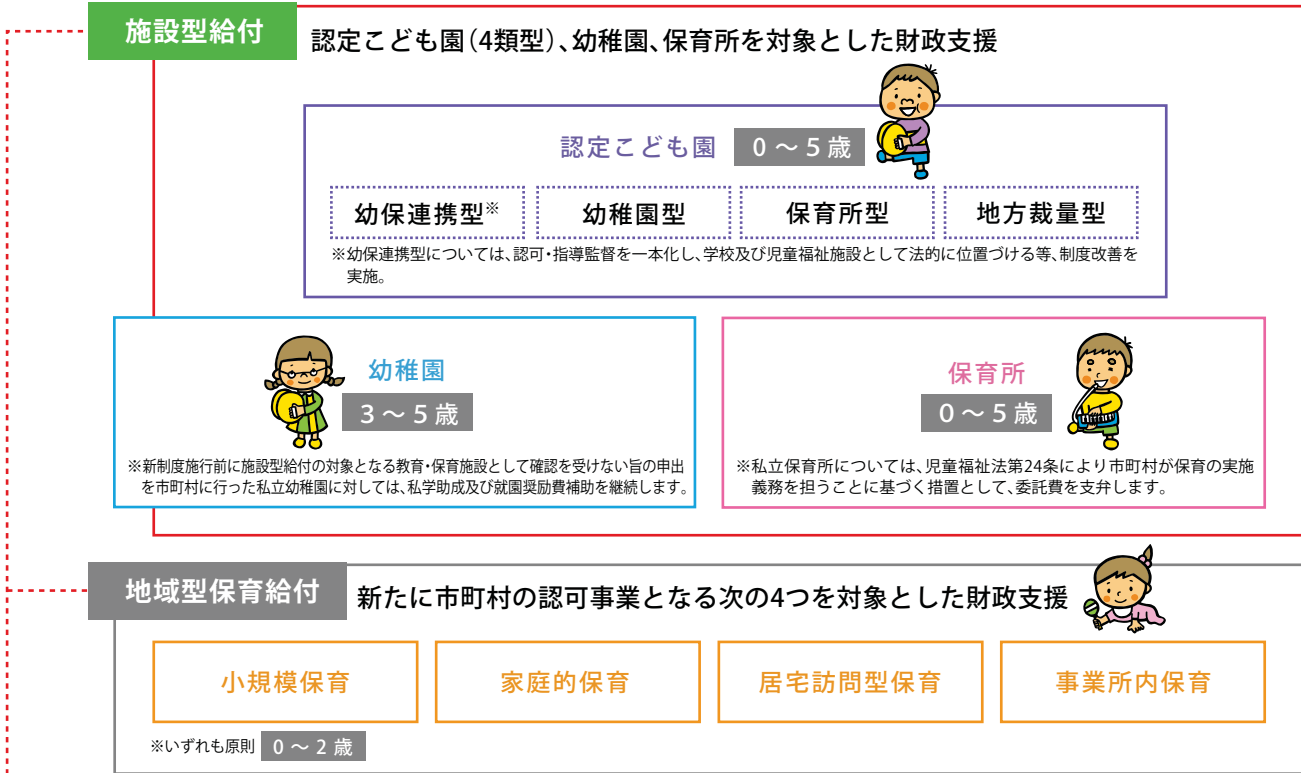 施設型給付
認定こども園(4類型)、幼稚園、保育所を対象とした財政支援
認定こども園 0〜5歳
幼保連携型※ 幼稚園型 保育所型 地方裁量型
※幼保連携型については、認可・指導監督を一本化し、学校及び児童福祉施設として法的に位置づける等、制度改善を
実施。
幼稚園
3〜5歳
※新制度施行前に施設型給付の対象となる教育・保育施設として確認を受けない旨の申出
を市町村に行った私立幼稚園に対しては、私学助成及び就園奨励費補助を継続します。
保育所
0〜5歳
※私立保育所については、児童福祉法第24条により市町村が保育の実施
義務を担うことに基づく措置として、委託費を支弁します。
地域型保育給付
新たに市町村の認可事業となる次の4つを対象とした財政支援
小規模保育 家庭的保育 居宅訪問型保育 事業所内保育
※いずれも原則 0〜2歳